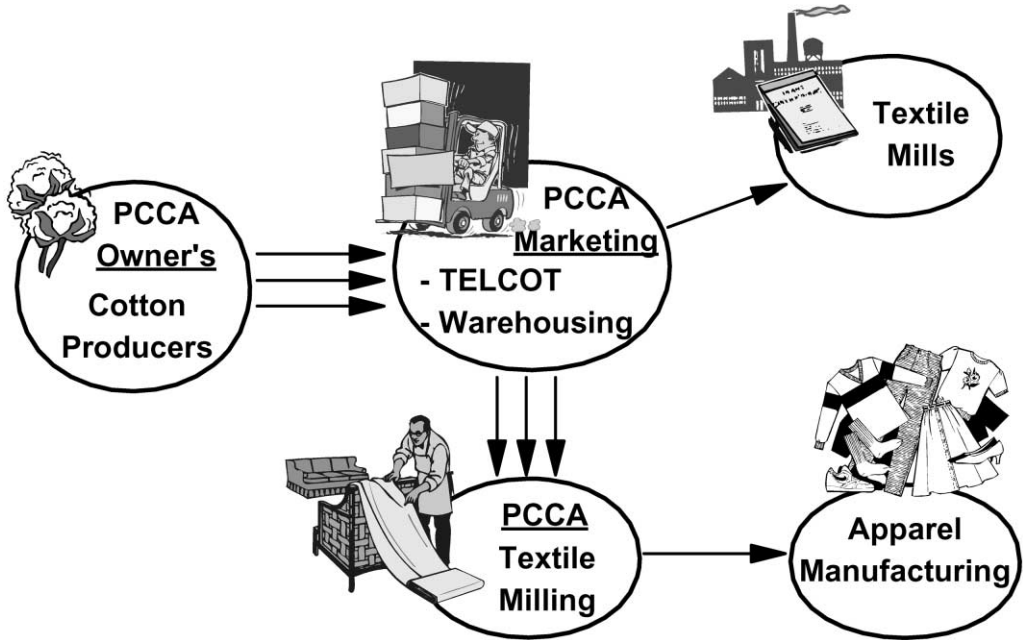 PCCA
Owner's
Cotton
Producers
PCCA
Marketing
- TELCOT
- Warehousing
Textile
Mills
PCCA
Textile
Milling
Apparel
Manufacturing